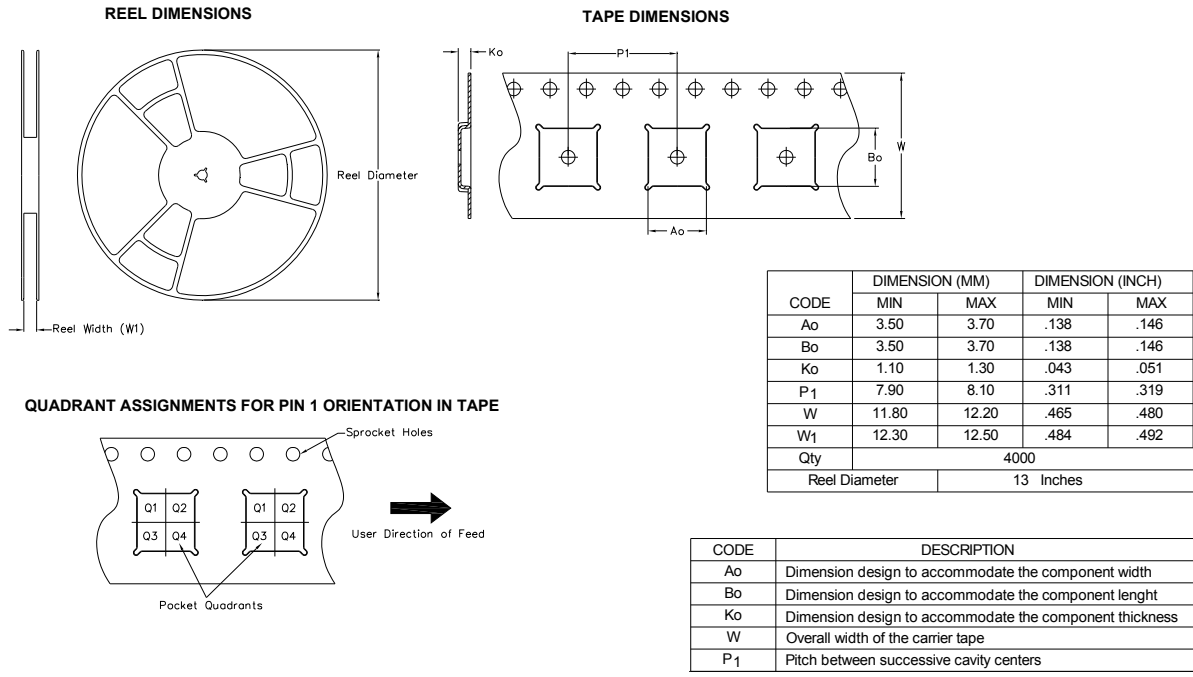 REEL DIMENSIONS
TAPE DIMENSIONS
Ko
P1
W
Bo
Ao
Reel Diameter
Reel Width (W1)
DIMENSION (MM) DIMENSION (INCH)
CODE MIN MAX MIN MAX
Ao 3.50 3.70 .138 .146
Bo 3.50 3.70 .138 .146
Ko 1.10 1.30 .043 .051
P1 7.90 8.10 .311 .319
W 11.80 12.20 .465 .480
W1 12.30 12.50 .484 .492
Qty 4000
Reel Diameter 13 Inches
QUADRANT ASSIGNMENTS FOR PIN 1 ORIENTATION IN TAPE
Sprocket Holes
Q1 Q2 Q1 Q2
Q3 Q4 Q3 Q4
User Direction of Feed
Pocket Quadrants
CODE DESCRIPTION
Ao Dimension design to accommodate the component width
Bo Dimension design to accommodate the component lenght
Ko Dimension design to accommodate the component thickness
W Overall width of the carrier tape
P1 Pitch between successive cavity centers